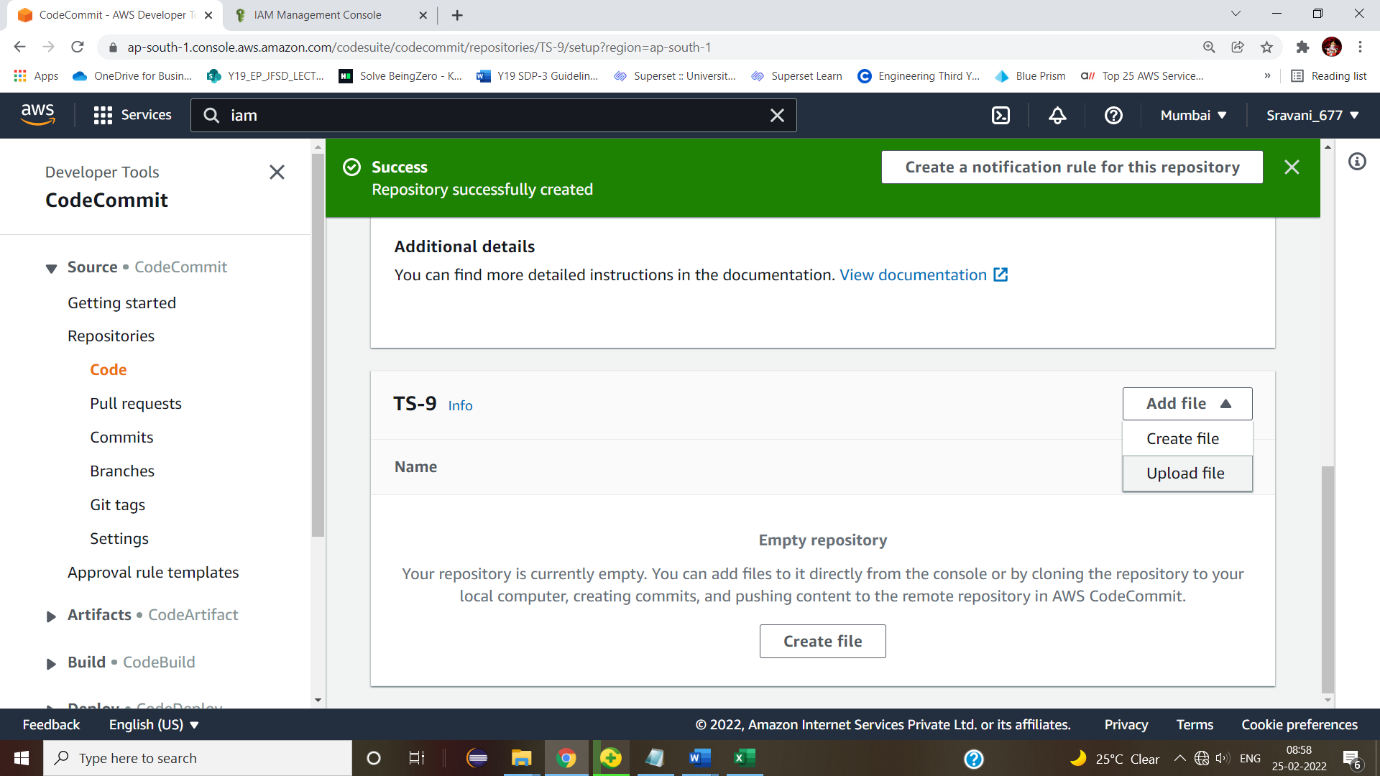 CodeCommit - AWS Developer T
IAM Management Console
ap-south-1.console.aws.amazon.com/codesuite/codecommit/repositories/TS-9/setup?region=ap-south-1
Apps
OneDrive for Busin...
Y19_EP_JFSD_LECT...
Solve BeingZero - K...
Y19 SDP-3 Guidelin...
Superset :: Universit...
Superset Learn
Engineering Third Y...
Blue Prism
Top 25 AWS Service...
»
Reading list
aws
Services
iam
Mumbai
Sravani_677
Developer Tools
CodeCommit
Source • CodeCommit
Getting started
Repositories
Code
Pull requests
Commits
Branches
Git tags
Settings
Approval rule templates
Artifacts • CodeArtifact
Build • CodeBuild
Deploy • CodeDeploy
Success
Repository successfully created
Create a notification rule for this repository
Additional details
You can find more detailed instructions in the documentation. View documentation
TS-9 Info
Add file
Create file
Upload file
Name
Empty repository
Your repository is currently empty. You can add files to it directly from the console or by cloning the repository to your
local computer, creating commits, and pushing content to the remote repository in AWS CodeCommit.
Create file
Feedback
English (US)
© 2022, Amazon Internet Services Private Ltd. or its affiliates.
Privacy
Terms
Cookie preferences
Type here to search
25°C Clear
ENG
08:58
25-02-2022
6